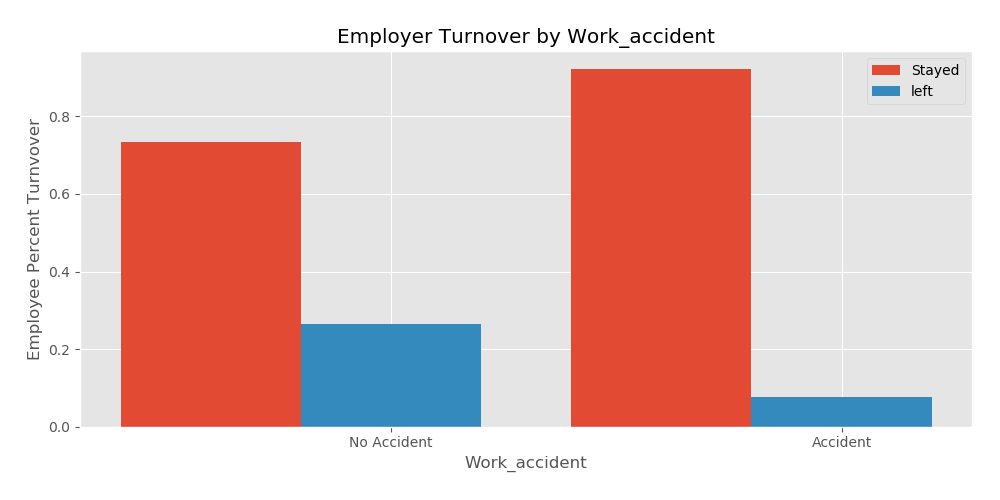 Employer Turnover by Work_accident
Stayed
left
Employee Percent Turnvover
0.8
0.6
0.4
0.2
0.0
No Accident
Accident
Work_accident